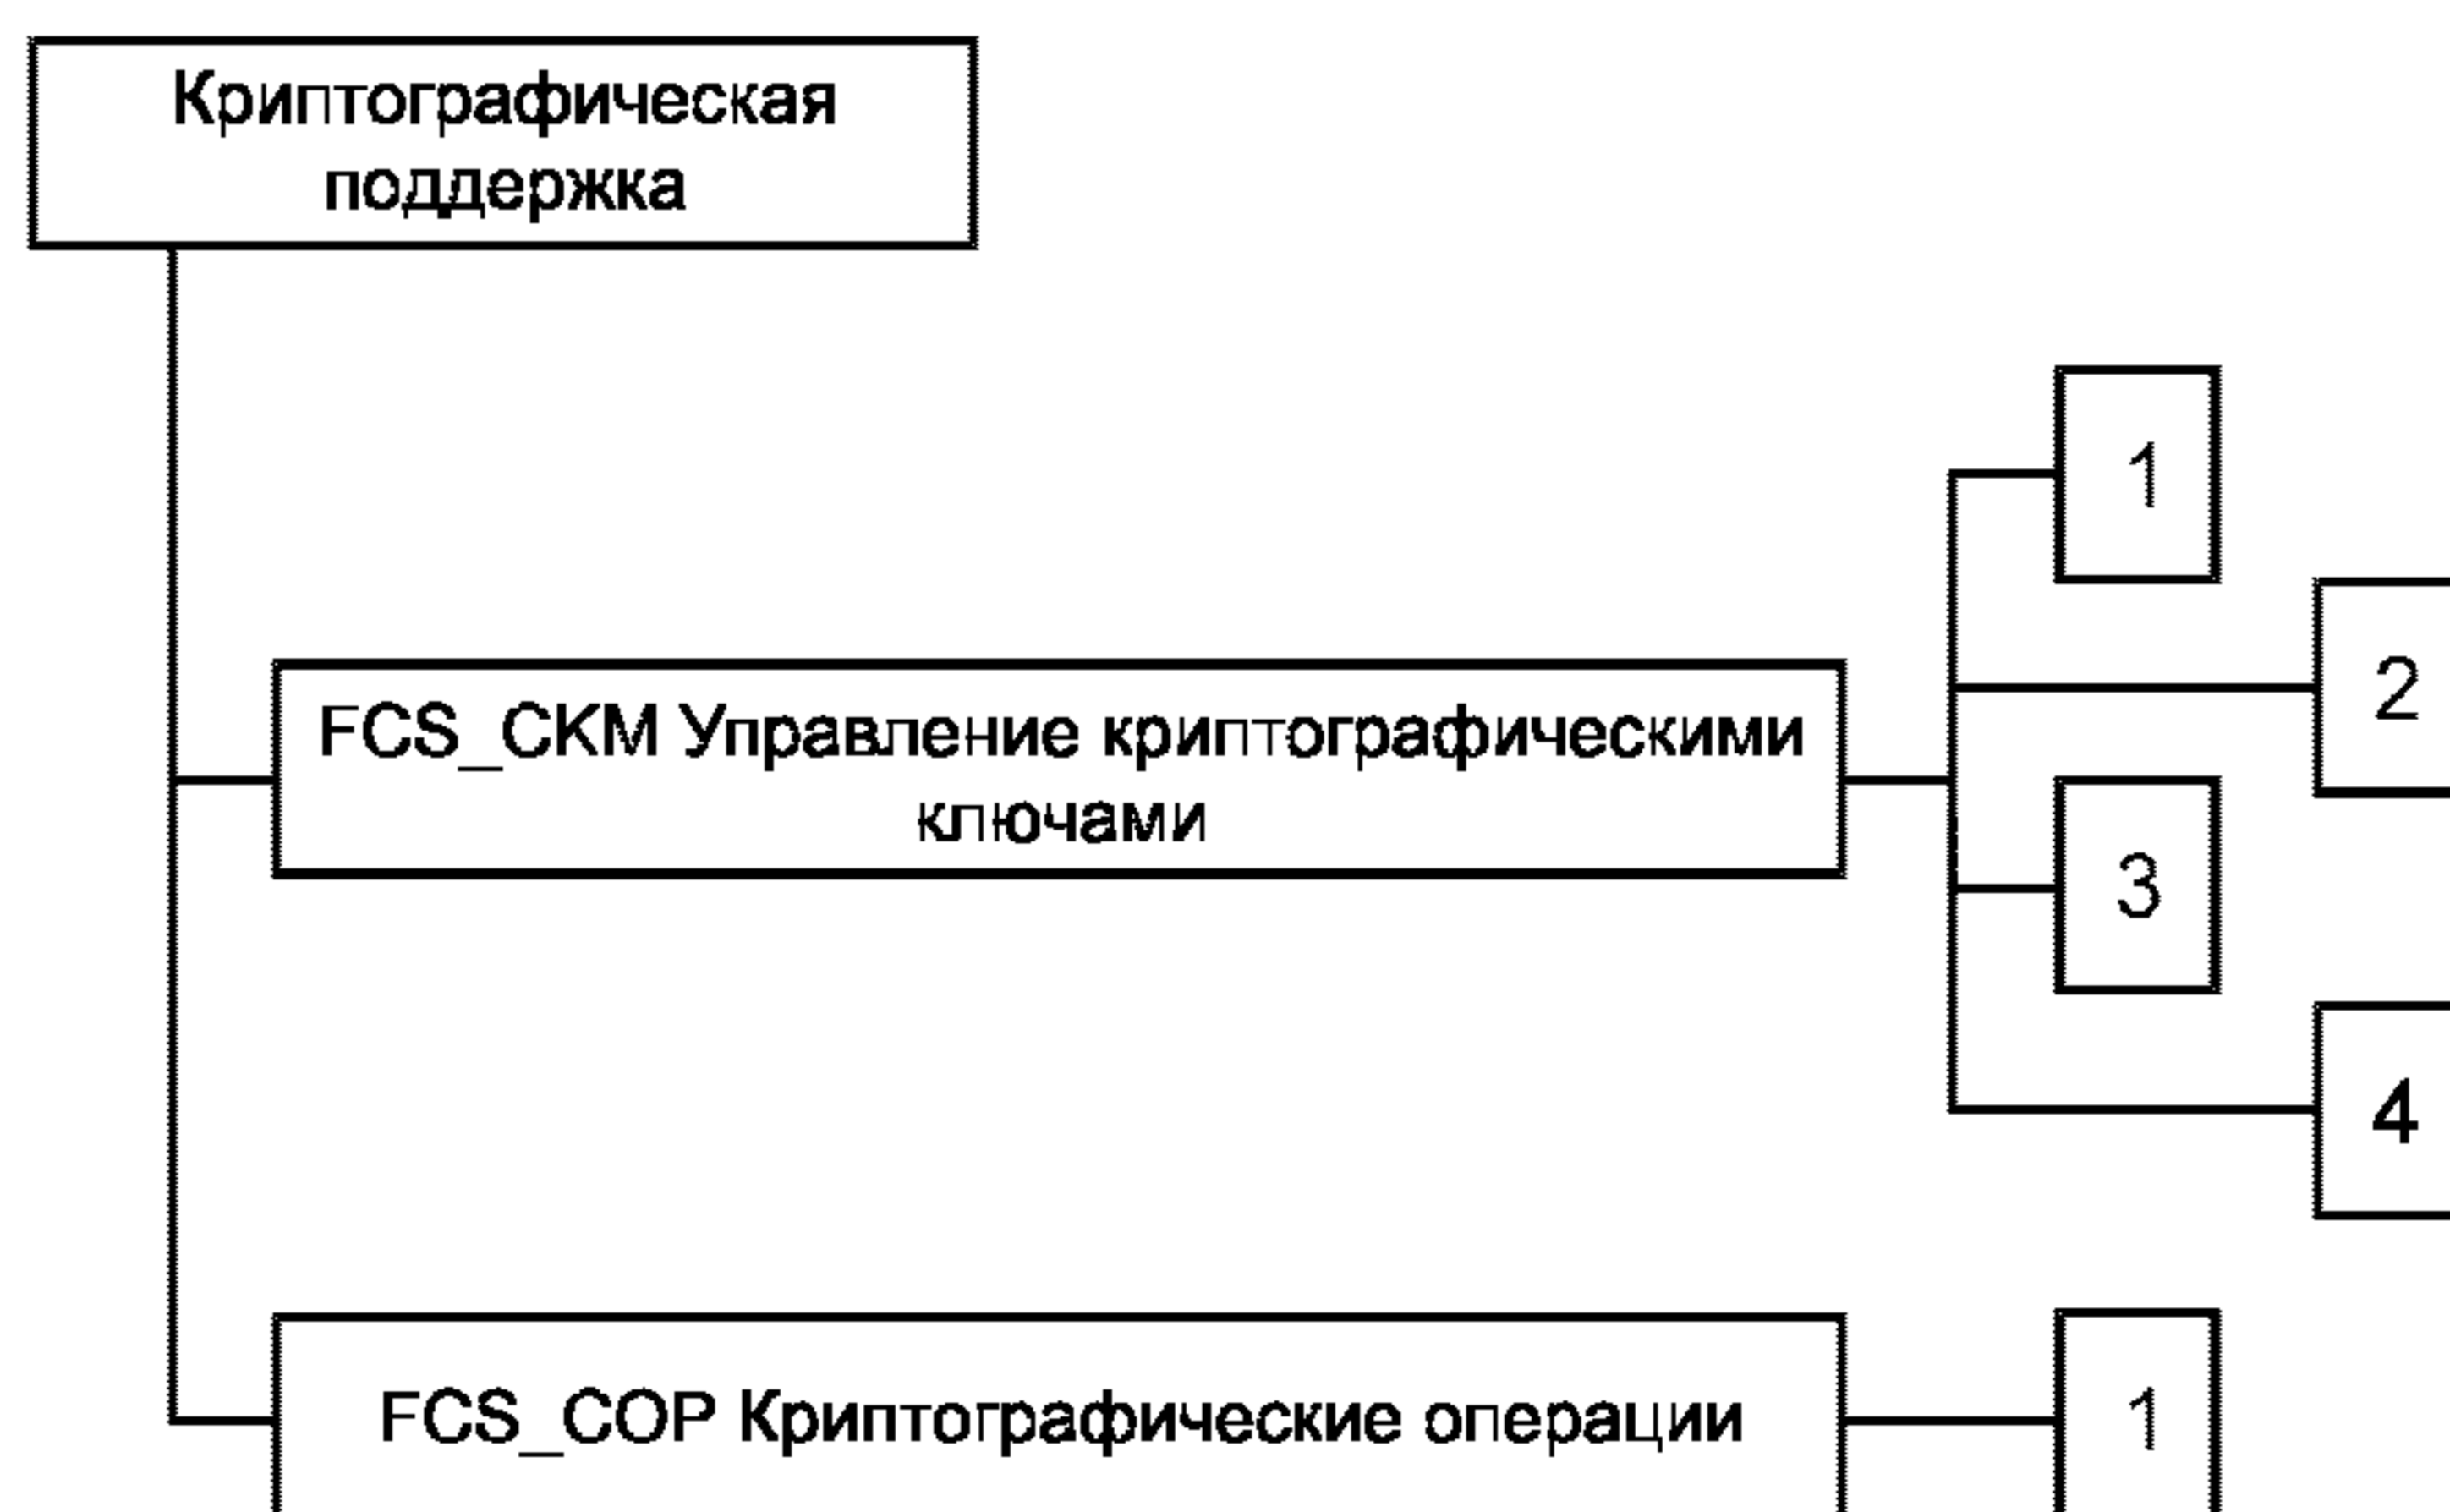 Криптографическая
поддержка
1
2
FCS_CKM Управление криптографическими
ключами
3
4
FCS_COP Криптографические операции
1